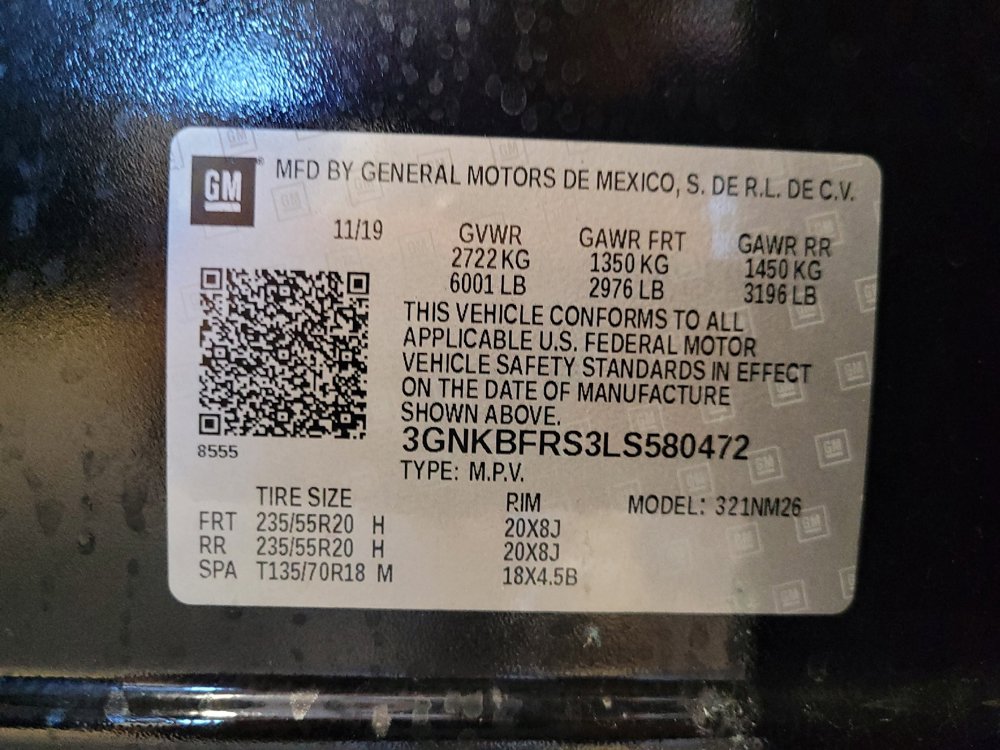 GM
MFD BY GENERAL MOTORS DE MEXICO, S. DE R.L. DE C.V.
11/19
GVWR GAWR FRT GAWR RR
2722 KG 1350 KG 1450 KG
6001 LB 2976 LB 3196 LB
THIS VEHICLE CONFORMS TO ALL
APPLICABLE U.S. FEDERAL MOTOR
VEHICLE SAFETY STANDARDS IN EFFECT
ON THE DATE OF MANUFACTURE
SHOWN ABOVE.
8555
3GNKBFRS3LS580472
TYPE: M.P.V.
TIRE SIZE RIM MODEL: 321NM26
FRT 235/55R20 H 20X8J
RR 235/55R20 H 20X8J
SPA T135/70R18 M 18X4.5B